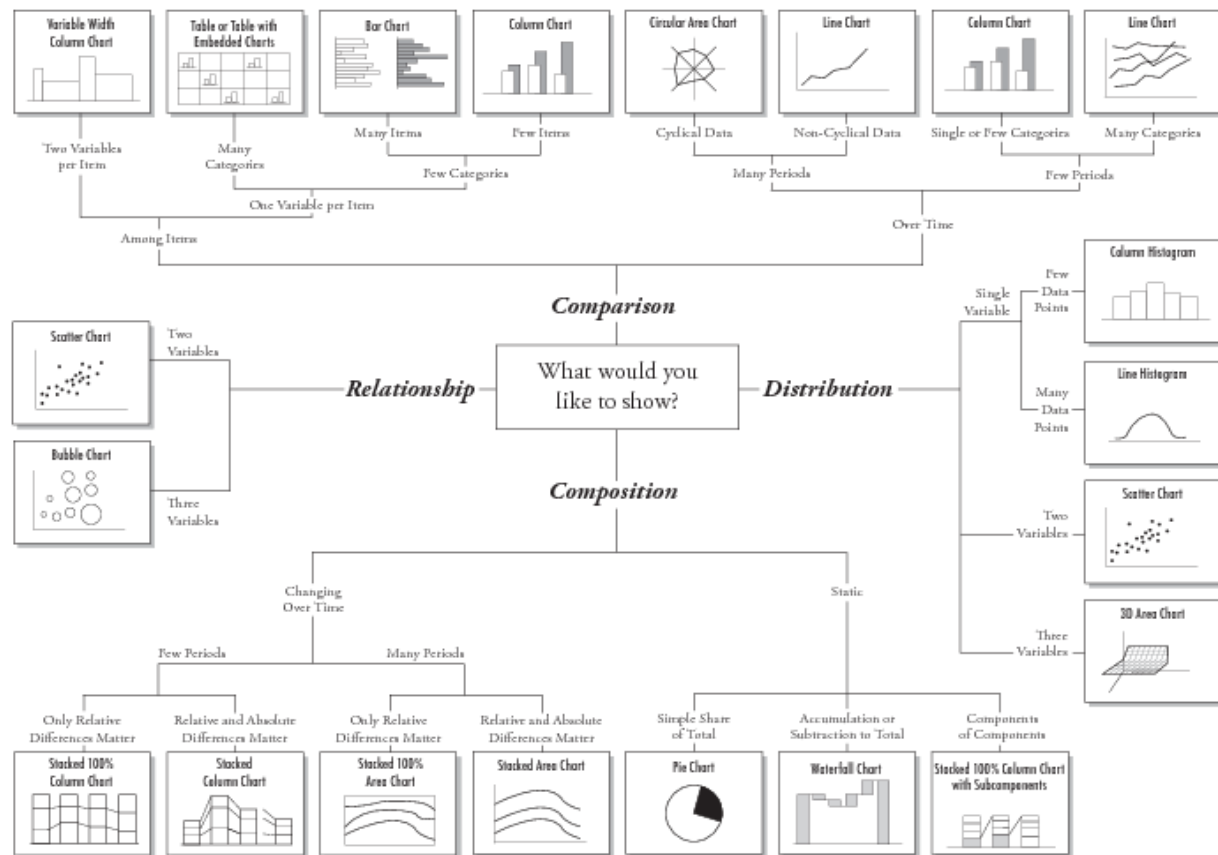 Variable Width
Column Chart
Table or Table with
Embedded Charts
Bar Chart
Column Chart
Circular Area Chart
Line Chart
Column Chart
Line Chart
Two Variables
per Item
Many
Categories
Many Items
Few Items
Cyclical Data
Non-Cyclical Data
Single or Few Categories
Many Categories
Few Categories
Many Periods
Few Periods
One Variable per Item
Among Items
Over Time
Comparison
What would you
like to show?
Relationship
Two
Variables
Scatter Chart
Three
Variables
Bubble Chart
Distribution
Single
Variable
Few
Data
Points
Column Histogram
Many
Data
Points
Line Histogram
Two
Variables
Scatter Chart
Three
Variables
3D Area Chart
Composition
Changing
Over Time
Static
Few Periods
Many Periods
Only Relative
Differences Matter
Relative and Absolute
Differences Matter
Only Relative
Differences Matter
Relative and Absolute
Differences Matter
Simple Share
of Total
Accumulation or
Subtraction to Total
Components
of Components
Stacked 100%
Column Chart
Stacked
Column Chart
Stacked 100%
Area Chart
Stacked Area Chart
Pie Chart
Waterfall Chart
Stacked 100% Column Chart
with Subcomponents